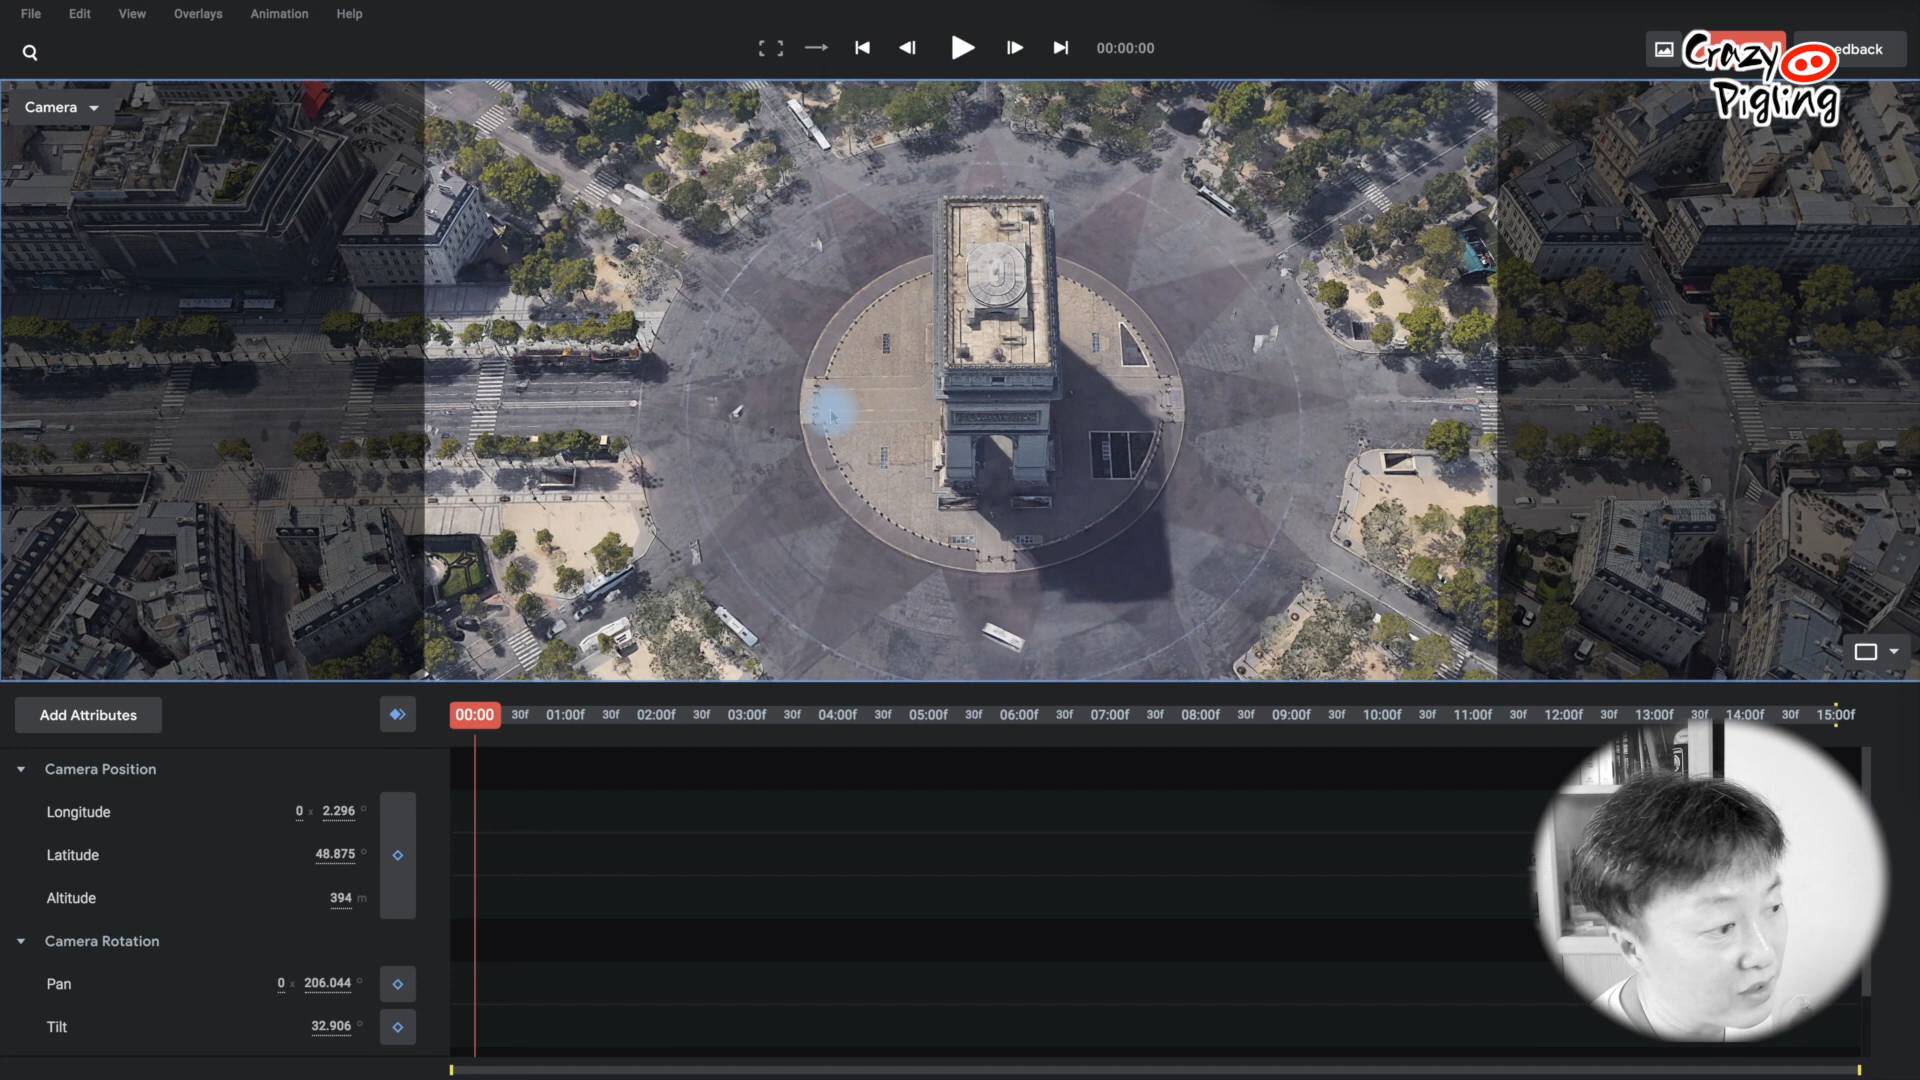 File Edit View Overlays Animation Help
00:00:00
edback
Crazy
Pigling
Camera
Add Attributes
00:00 30f 01:00f 30f 02:00f 30f 03:00f 30f 04:00f 30f 05:00f 30f 06:00f 30f 07:00f 30f 08:00f 30f 09:00f 30f 10:00f 30f 11:00f 30f 12:00f 30f 13:00f 30f 14:00f 30f 15:00f
Camera Position
Longitude 0 x 2.296 °
Latitude 48.875 °
Altitude 394 m
Camera Rotation
Pan 0 x 206.044 °
Tilt 32.906 °